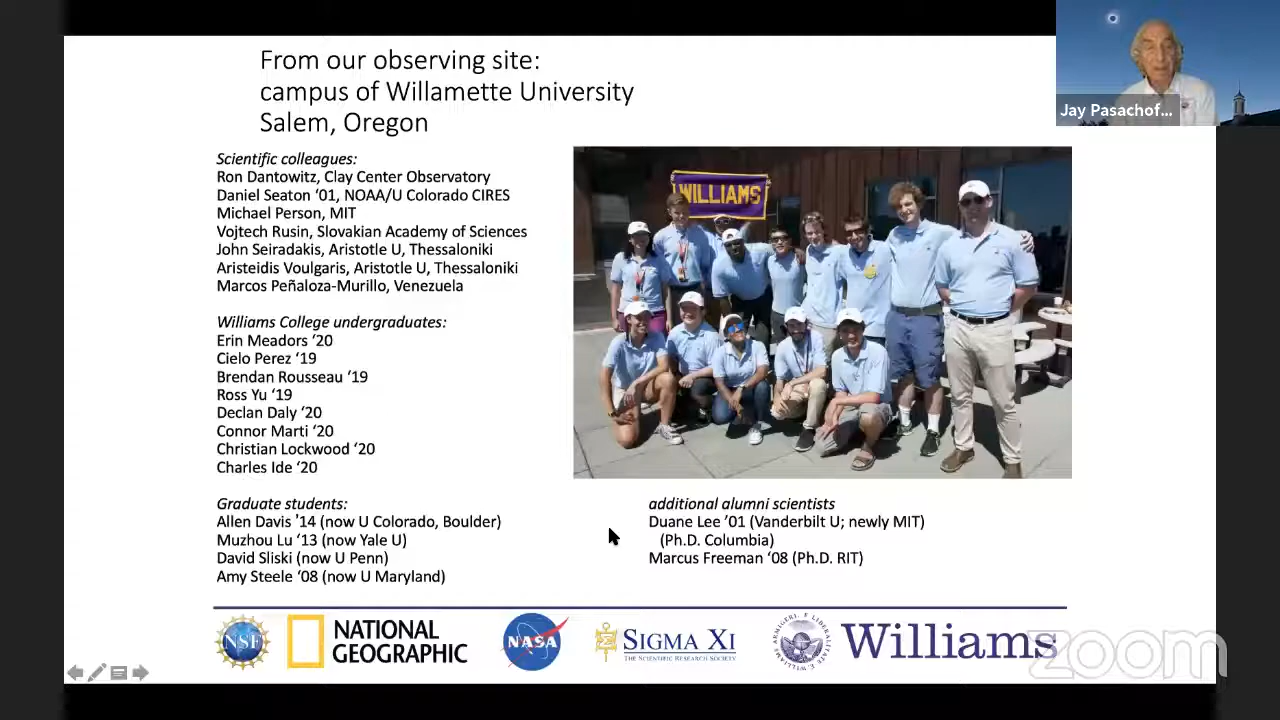 From our observing site:
campus of Willamette University
Salem, Oregon
Jay Pasachof...
Scientific colleagues:
Ron Dantowitz, Clay Center Observatory
Daniel Seaton ‘01, NOAA/U Colorado CIRES
Michael Person, MIT
Vojtech Rusin, Slovakian Academy of Sciences
John Seiradakis, Aristotle U, Thessaloniki
Aristeidis Voulgaris, Aristotle U, Thessaloniki
Marcos Peñaloza-Murillo, Venezuela
WILLIAMS
Williams College undergraduates:
Erin Meadors ‘20
Cielo Perez ‘19
Brendan Rousseau ‘19
Ross Yu ‘19
Declan Daly ‘20
Connor Marti ‘20
Christian Lockwood ‘20
Charles Ide ‘20
Graduate students:
Allen Davis ’14 (now U Colorado, Boulder)
Muzhou Lu ‘13 (now Yale U)
David Sliski (now U Penn)
Amy Steele ‘08 (now U Maryland)
additional alumni scientists
Duane Lee ’01 (Vanderbilt U; newly MIT)
(Ph.D. Columbia)
Marcus Freeman ‘08 (Ph.D. RIT)
NSF
NATIONAL
GEOGRAPHIC
NASA
SIGMA XI
THE SCIENTIFIC RESEARCH SOCIETY
Williams
zoom